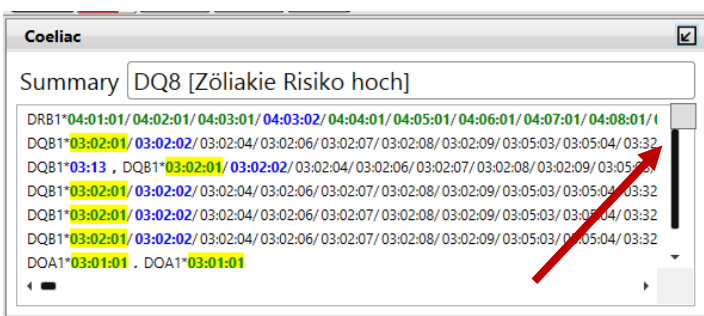 Coeliac
Summary DQ8 [Zöliakie Risiko hoch]
DRB1*04:01:01/04:02:01/04:03:01/04:03:02/04:04:01/04:05:01/04:06:01/04:07:01/04:08:01/
DQB1*03:02:01/03:02:02/03:02:04/03:02:06/03:02:07/03:02:08/03:02:09/03:05:03/03:05:04/03:32
DQB1*03:13 , DQB1*03:02:01/03:02:02/03:02:04/03:02:06/03:02:07/03:02:08/03:02:09/03:05:
DQB1*03:02:01/03:02:02/03:02:04/03:02:06/03:02:07/03:02:08/03:02:09/03:05:03/03:05:04/03:32
DQB1*03:02:01/03:02:02/03:02:04/03:02:06/03:02:07/03:02:08/03:02:09/03:05:03/03:05:04/03:32
DQB1*03:02:01/03:02:02/03:02:04/03:02:06/03:02:07/03:02:08/03:02:09/03:05:03/03:05:04/03:32
DQA1*03:01:01 , DQA1*03:01:01